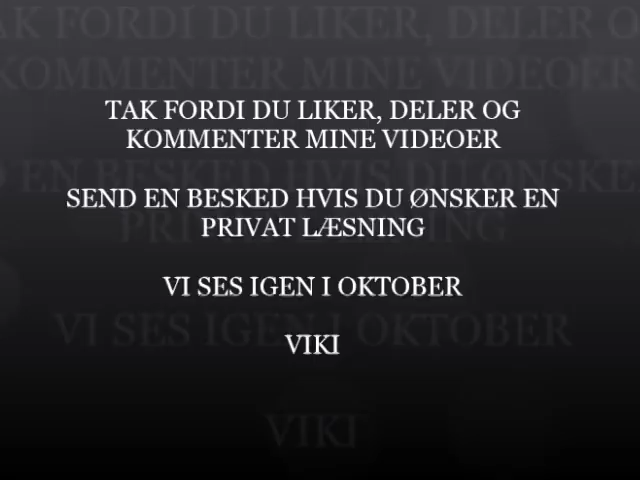 TAK FORDI DU LIKER, DELER OG
KOMMENTER MINE VIDEOER
SEND EN BESKED HVIS DU ØNSKER EN
PRIVAT LÆSNING
VI SES IGEN I OKTOBER
VIKI